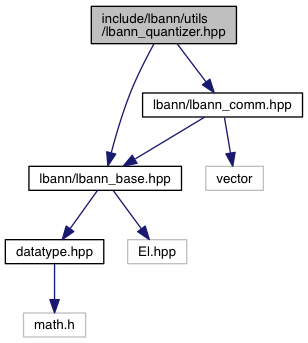 include/lbann/utils
/lbann_quantizer.hpp
lbann/lbann_comm.hpp
lbann/lbann_base.hpp
vector
datatype.hpp
El.hpp
math.h